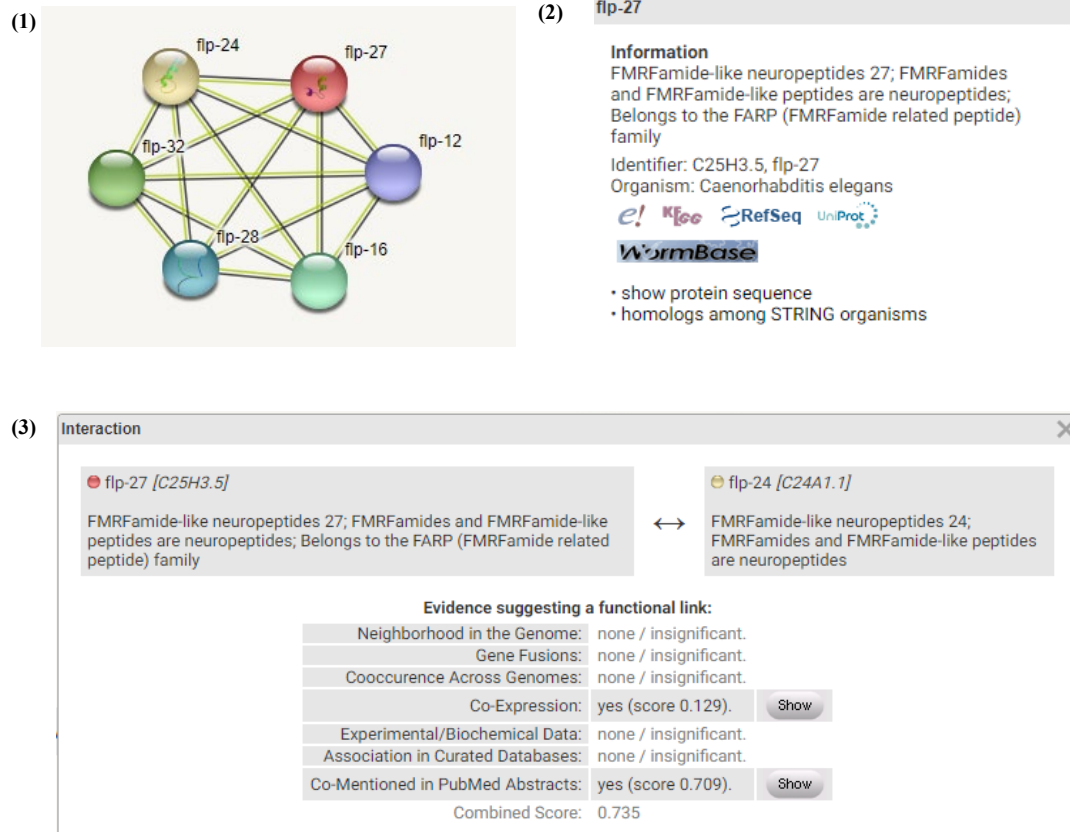 (1)
flp-24
flp-27
flp-32
flp-12
flp-28
flp-16
(2)
flp-27
Information
FMRFamide-like neuropeptides 27; FMRFamides
and FMRFamide-like peptides are neuropeptides;
Belongs to the FARP (FMRFamide related peptide)
family
Identifier: C25H3.5, flp-27
Organism: Caenorhabditis elegans
e! KEGG RefSeq UniProt
WormBase
• show protein sequence
• homologs among STRING organisms
(3)
Interaction
flp-27 [C25H3.5]
FMRFamide-like neuropeptides 27; FMRFamides and FMRFamide-like
peptides are neuropeptides; Belongs to the FARP (FMRFamide related
peptide) family
↔
flp-24 [C24A1.1]
FMRFamide-like neuropeptides 24;
FMRFamides and FMRFamide-like peptides
are neuropeptides
Evidence suggesting a functional link:
Neighborhood in the Genome: none / insignificant.
Gene Fusions: none / insignificant.
Cooccurence Across Genomes: none / insignificant.
Co-Expression: yes (score 0.129). Show
Experimental/Biochemical Data: none / insignificant.
Association in Curated Databases: none / insignificant.
Co-Mentioned in PubMed Abstracts: yes (score 0.709). Show
Combined Score: 0.735